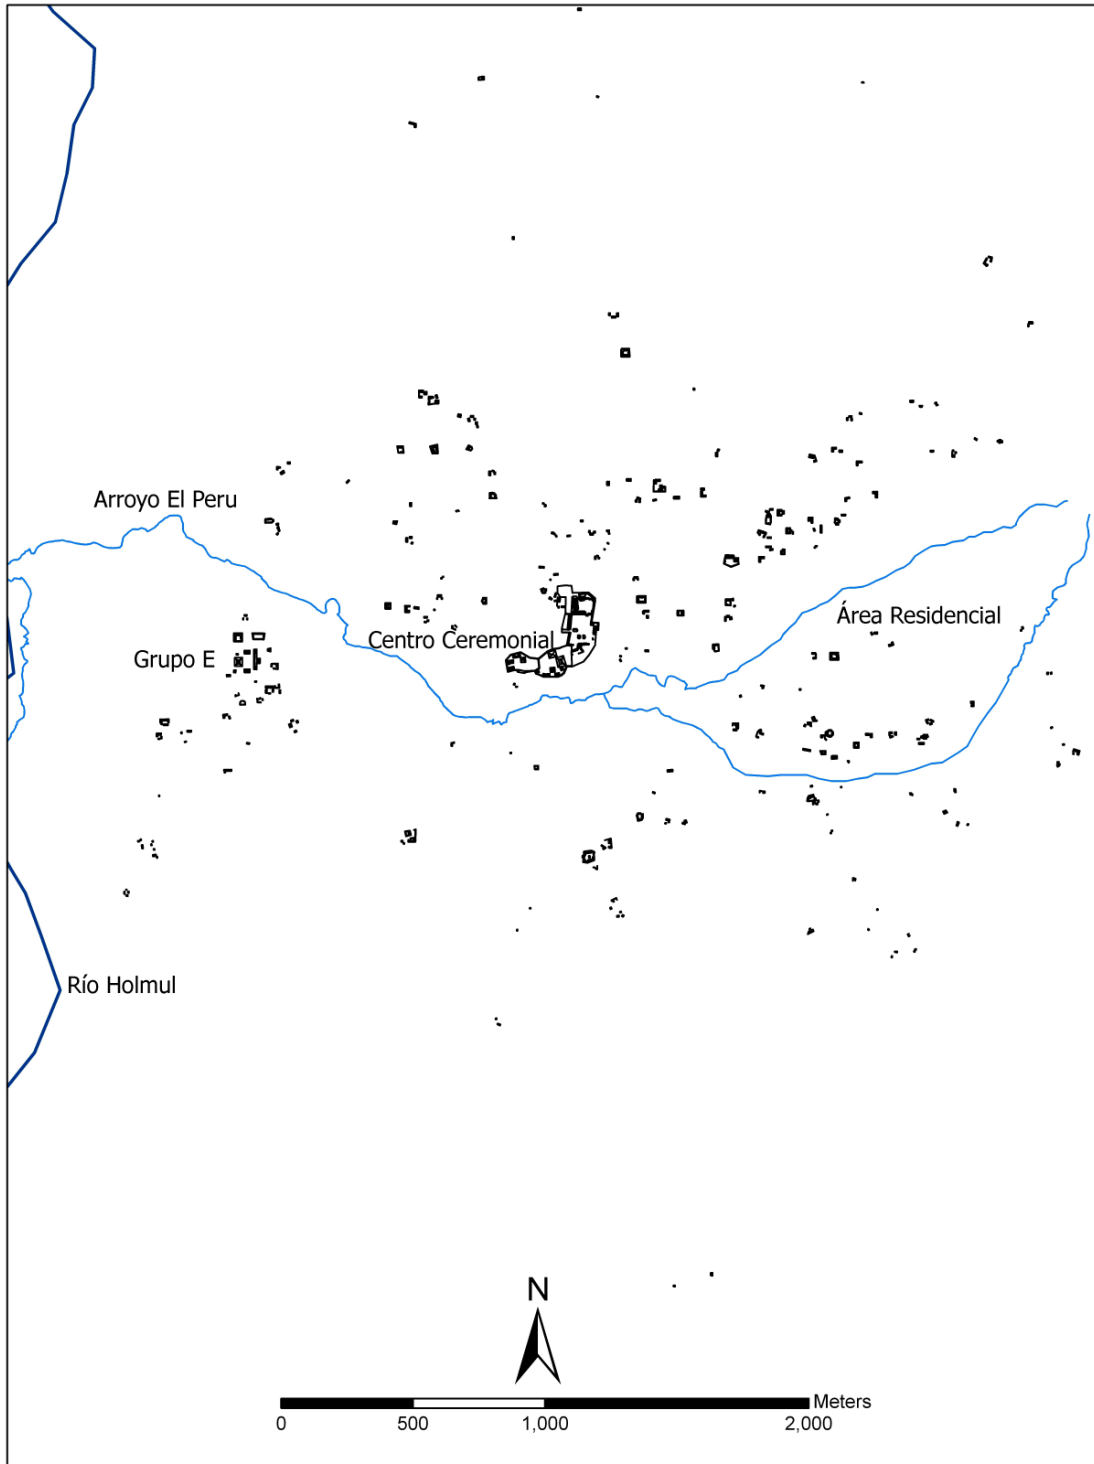 Arroyo El Peru
Área Residencial
Centro Ceremonial
Grupo E
Río Holmul
N
Meters
0 500 1,000 2,000